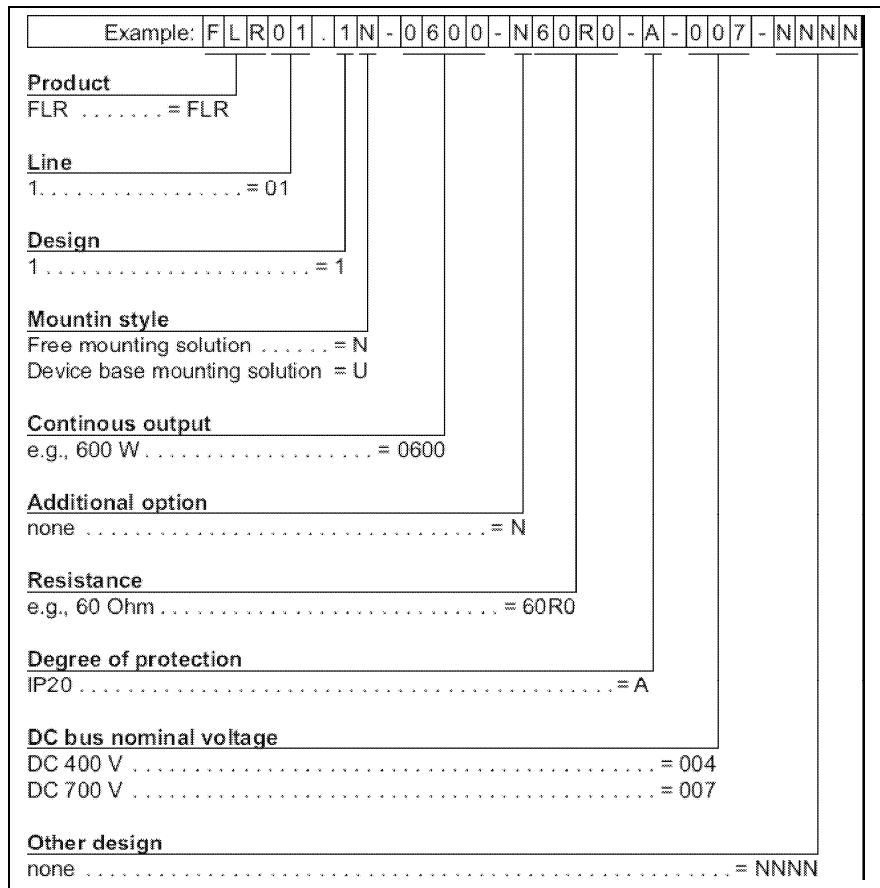 Example: FLR01.1N-0600-N60R0-A-007-NNNN
Product
FLR ....... = FLR
Line
1................. = 01
Design
1 ...................... = 1
Mountin style
Free mounting solution ...... = N
Device base mounting solution = U
Continous output
e.g., 600 W................... = 0600
Additional option
none ................................. = N
Resistance
e.g., 60 Ohm............................ = 60R0
Degree of protection
IP20............................................ = A
DC bus nominal voltage
DC 400 V ........................................... = 004
DC 700 V ........................................... = 007
Other design
none ..................................................... = NNNN